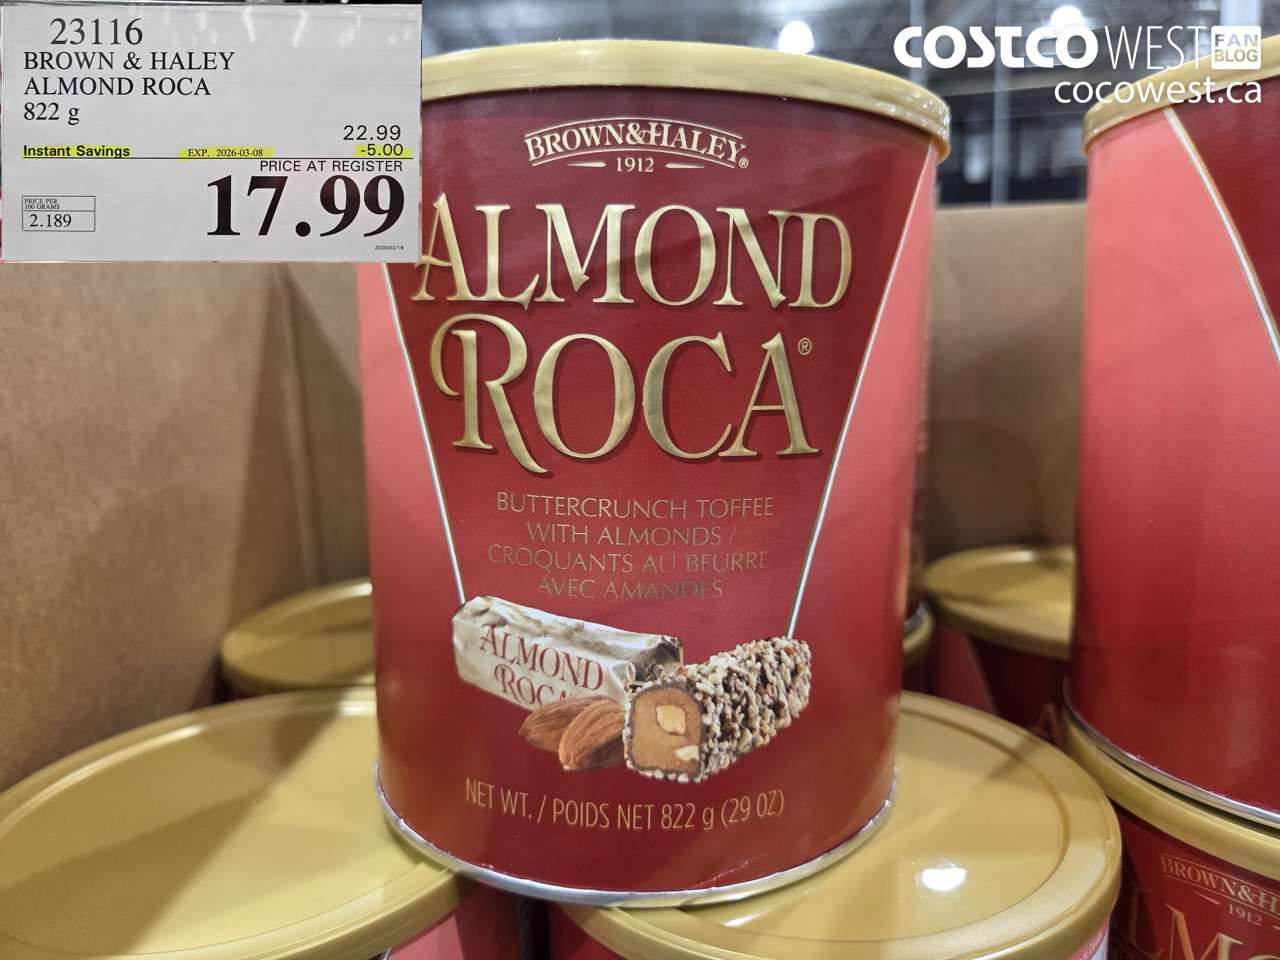 23116
BROWN & HALEY
ALMOND ROCA
822 g
22.99
Instant Savings EXP. 2026-03-08 -5.00
PRICE AT REGISTER
17.99
PRICE PER
100 GRAMS
2.189
2026/02/18
COSTCO WEST FAN BLOG
cocowest.ca
BROWN&HALEY®
1912
ALMOND
ROCA®
BUTTERCRUNCH TOFFEE
WITH ALMONDS /
CROQUANTS AU BEURRE
AVEC AMANDES
ALMOND
ROCA
NET WT. / POIDS NET 822 g (29 OZ)
BROWN&H
1912
ALM